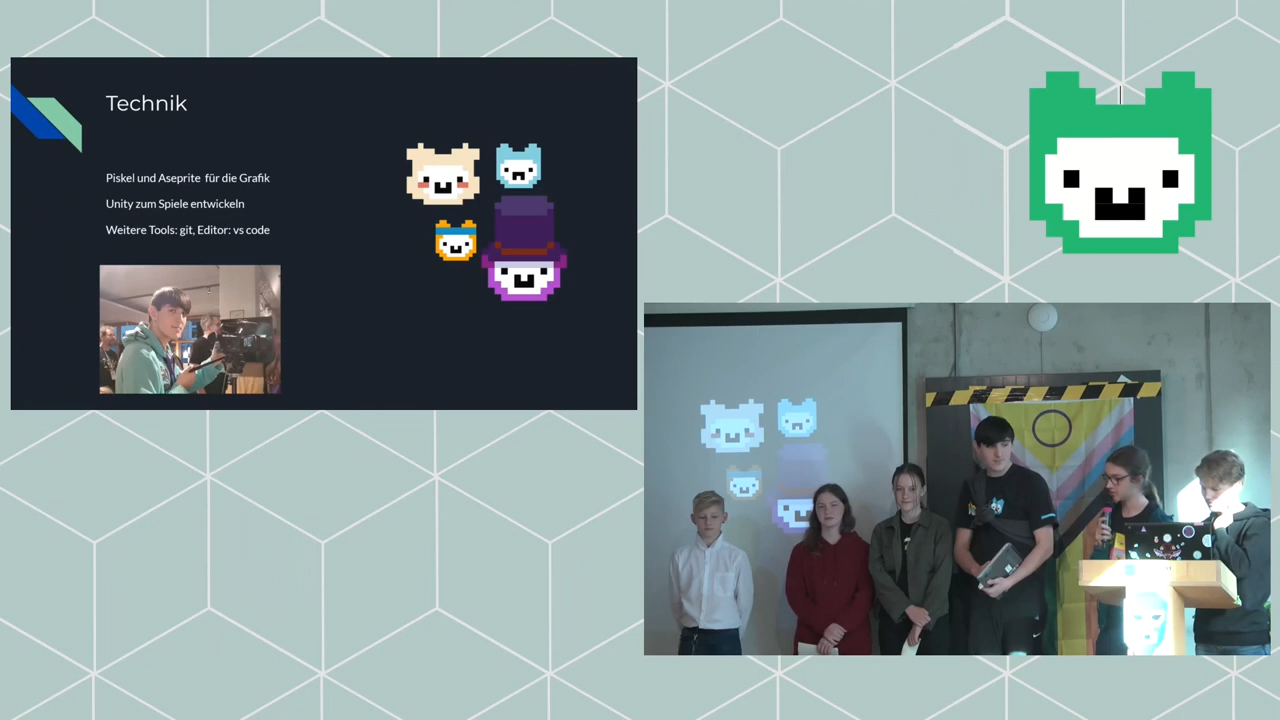 Technik
Piskel und Aseprite für die Grafik
Unity zum Spiele entwickeln
Weitere Tools: git, Editor: vs code